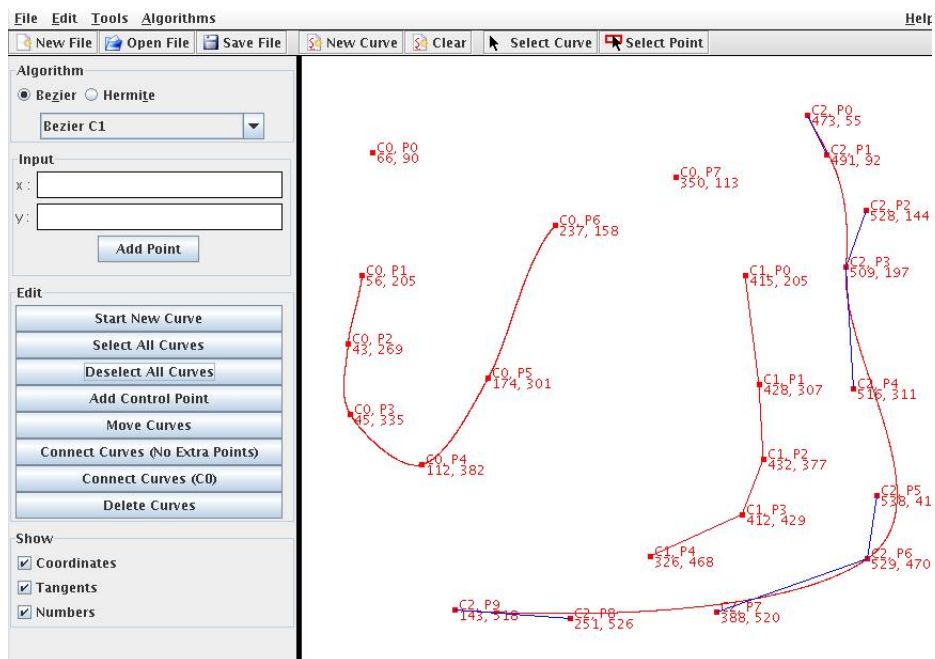 File Edit Tools Algorithms Help
New File Open File Save File New Curve Clear Select Curve Select Point
Algorithm
Bezier Hermite
Bezier C1
Input
x :
y :
Add Point
Edit
Start New Curve
Select All Curves
Deselect All Curves
Add Control Point
Move Curves
Connect Curves (No Extra Points)
Connect Curves (C0)
Delete Curves
Show
Coordinates
Tangents
Numbers
C0, P0
66, 90
C0, P1
56, 205
C0, P2
43, 269
C0, P3
45, 335
C0, P4
112, 382
C0, P5
174, 301
C0, P6
237, 158
C0, P7
350, 113
C1, P0
415, 205
C1, P1
428, 307
C1, P2
432, 377
C1, P3
412, 429
C1, P4
326, 468
C2, P0
473, 55
C2, P1
491, 92
C2, P2
528, 144
C2, P3
509, 197
C2, P4
516, 311
C2, P5
538, 41
C2, P6
529, 470
C2, P7
388, 520
C2, P8
251, 526
C2, P9
143, 518